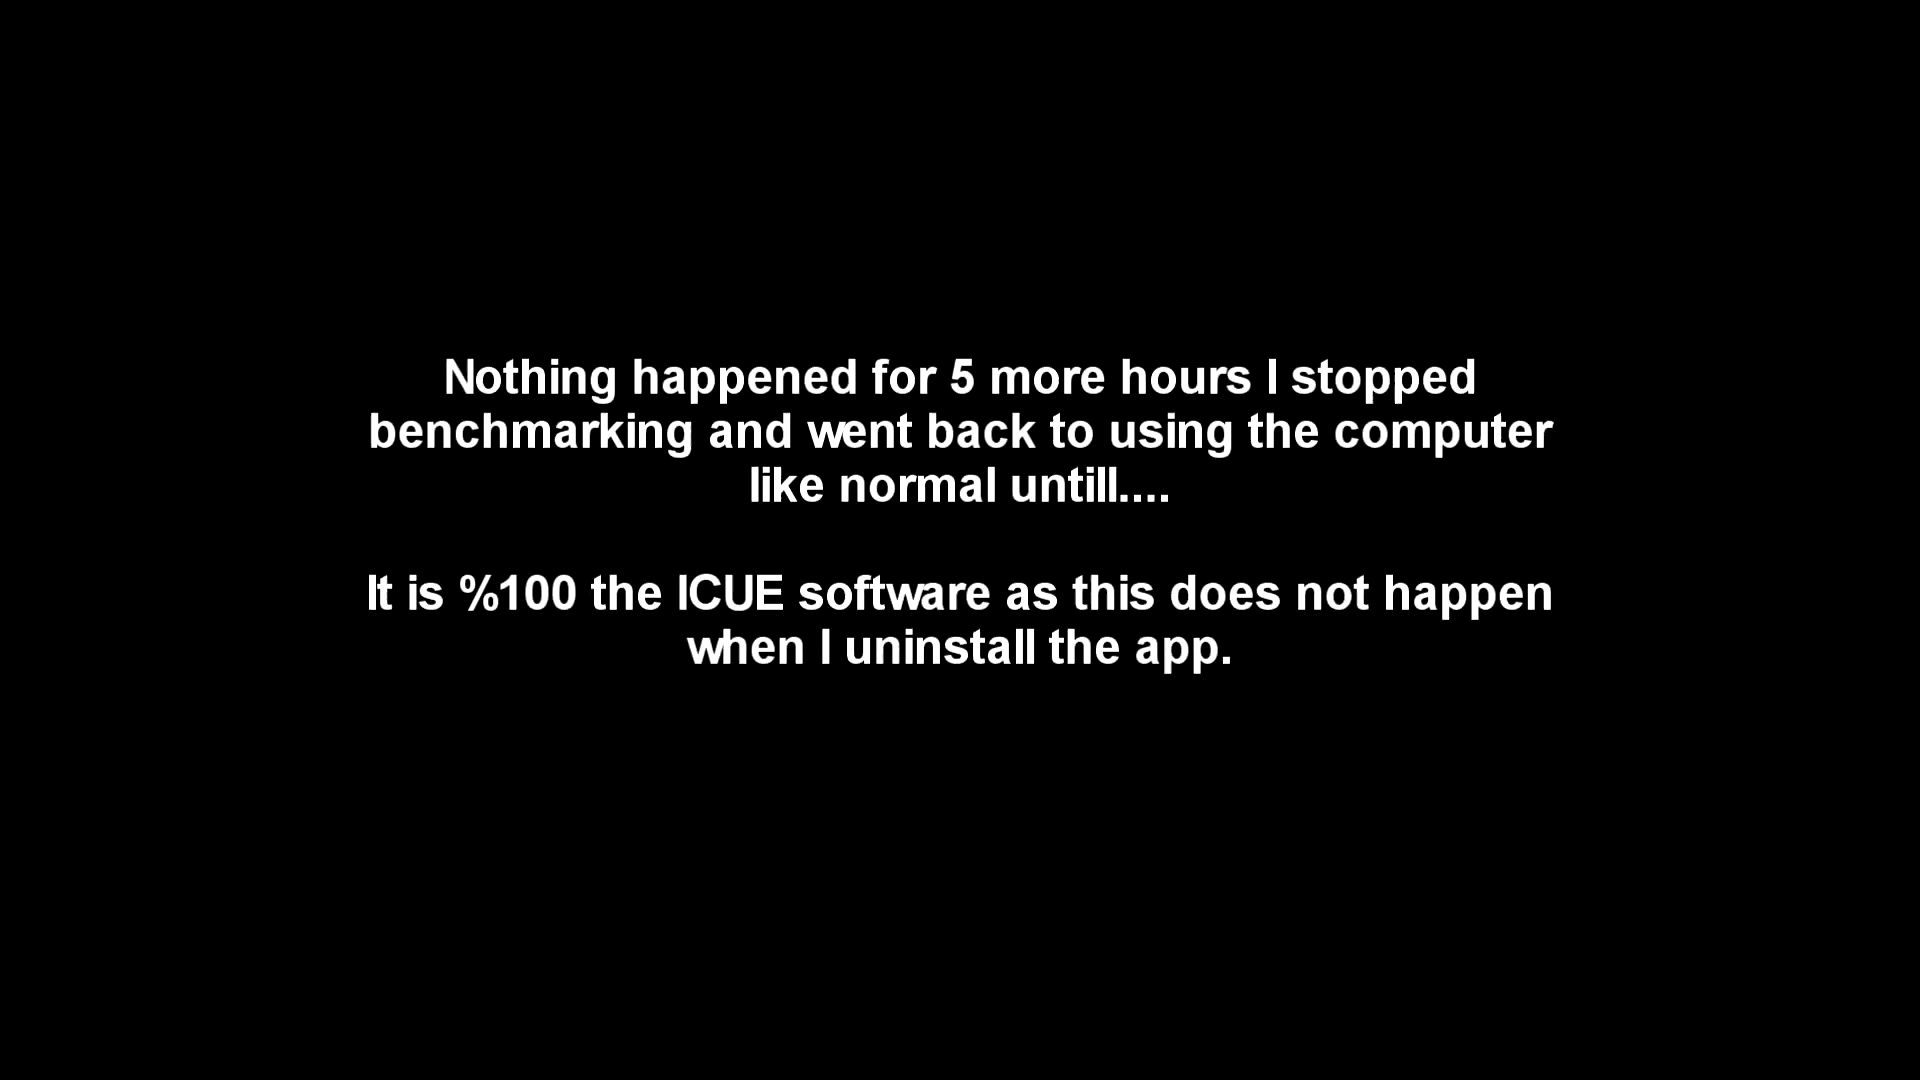 Nothing happened for 5 more hours I stopped
benchmarking and went back to using the computer
like normal untill....
It is %100 the ICUE software as this does not happen
when I uninstall the app.